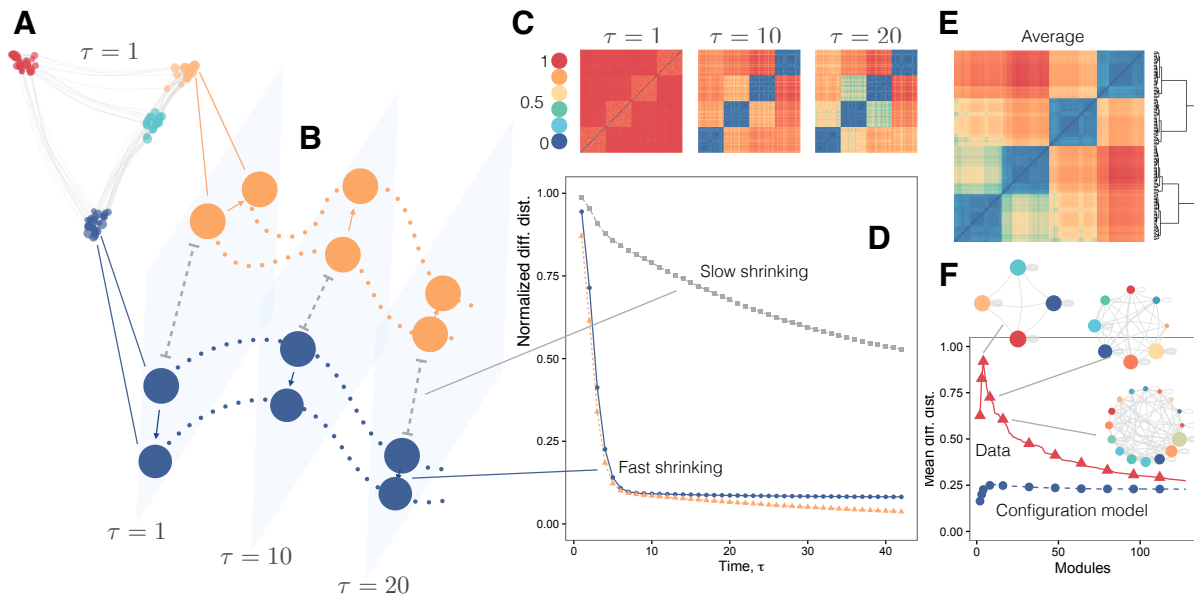 A
τ = 1
B
τ = 1
τ = 10
τ = 20
C
τ = 1
τ = 10
τ = 20
1
0.5
0
D
Normalized diff. dist.
1.00
0.75
0.50
0.25
0.00
Slow shrinking
Fast shrinking
0
10
20
30
40
Time, τ
E
Average
F
Mean diff. dist.
1.00
0.75
0.50
0.25
0.00
Data
Configuration model
0
50
100
Modules